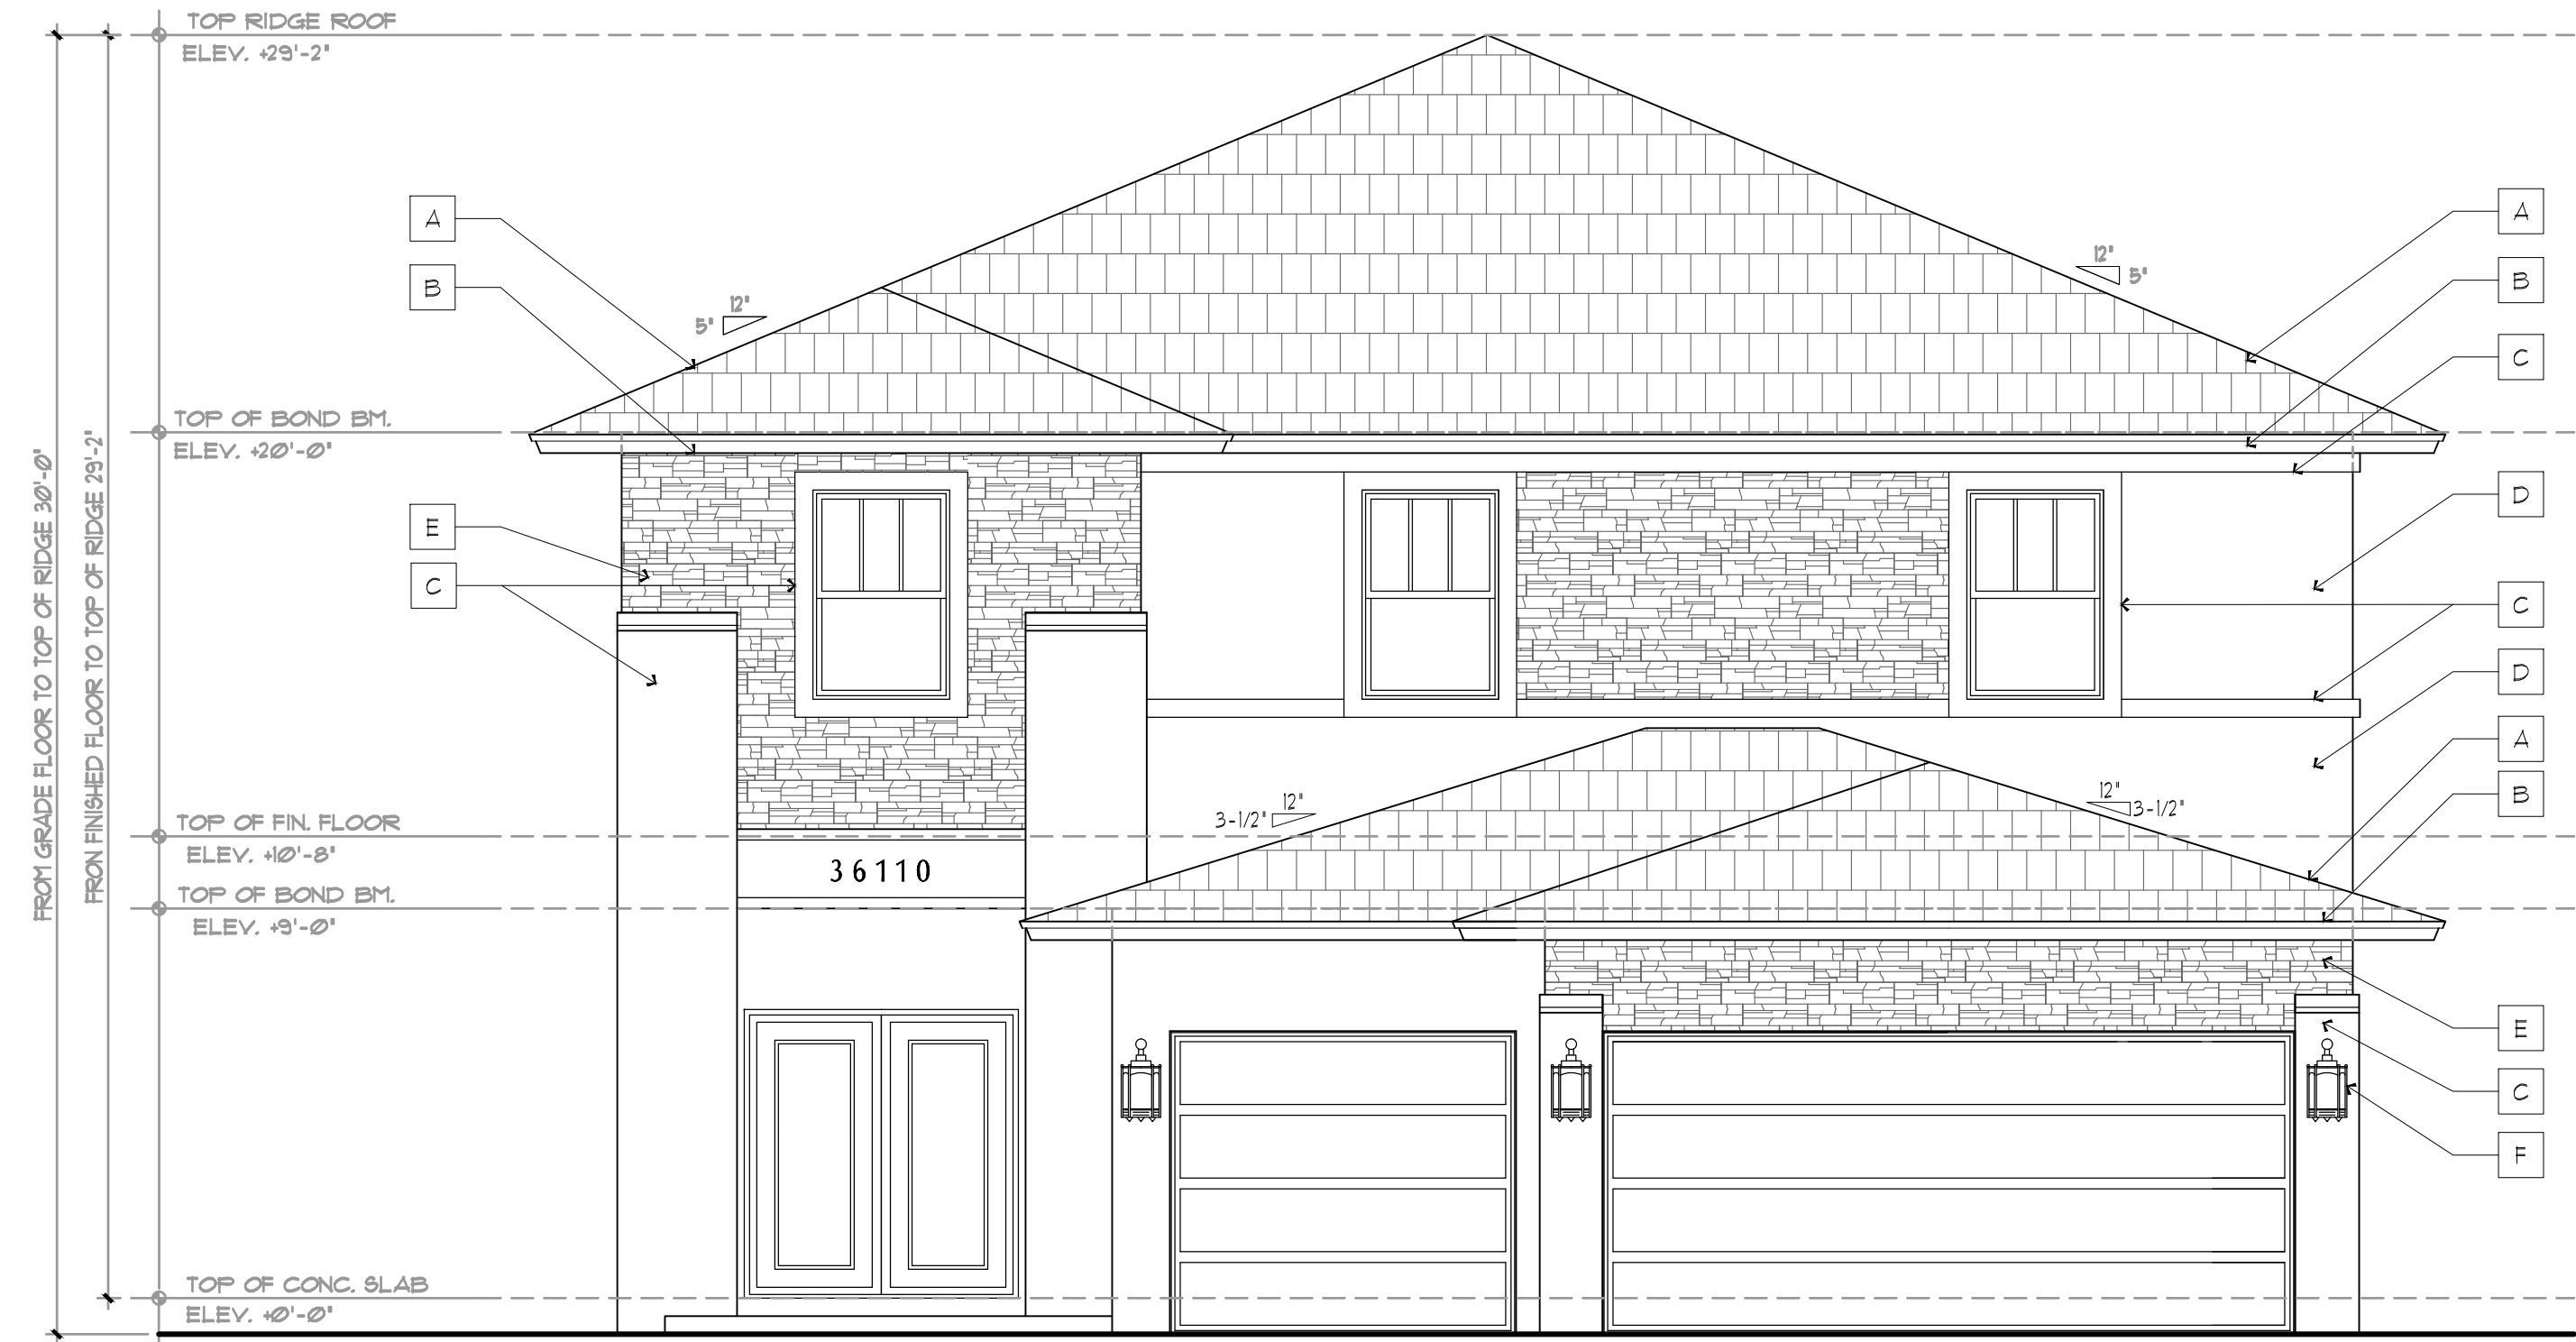 TOP RIDGE ROOF
ELEV. +29'-2"
A
B
12"
5"
12"
5"
A
B
C
TOP OF BOND BM.
ELEV. +20'-0"
E
C
D
C
D
A
B
FROM GRADE FLOOR TO TOP OF RIDGE 30'-0"
FRON FINISHED FLOOR TO TOP OF RIDGE 29'-2"
12"
3-1/2"
12"
3-1/2"
TOP OF FIN. FLOOR
ELEV. +10'-8"
36110
TOP OF BOND BM.
ELEV. +9'-0"
E
C
F
TOP OF CONC. SLAB
ELEV. +0'-0"